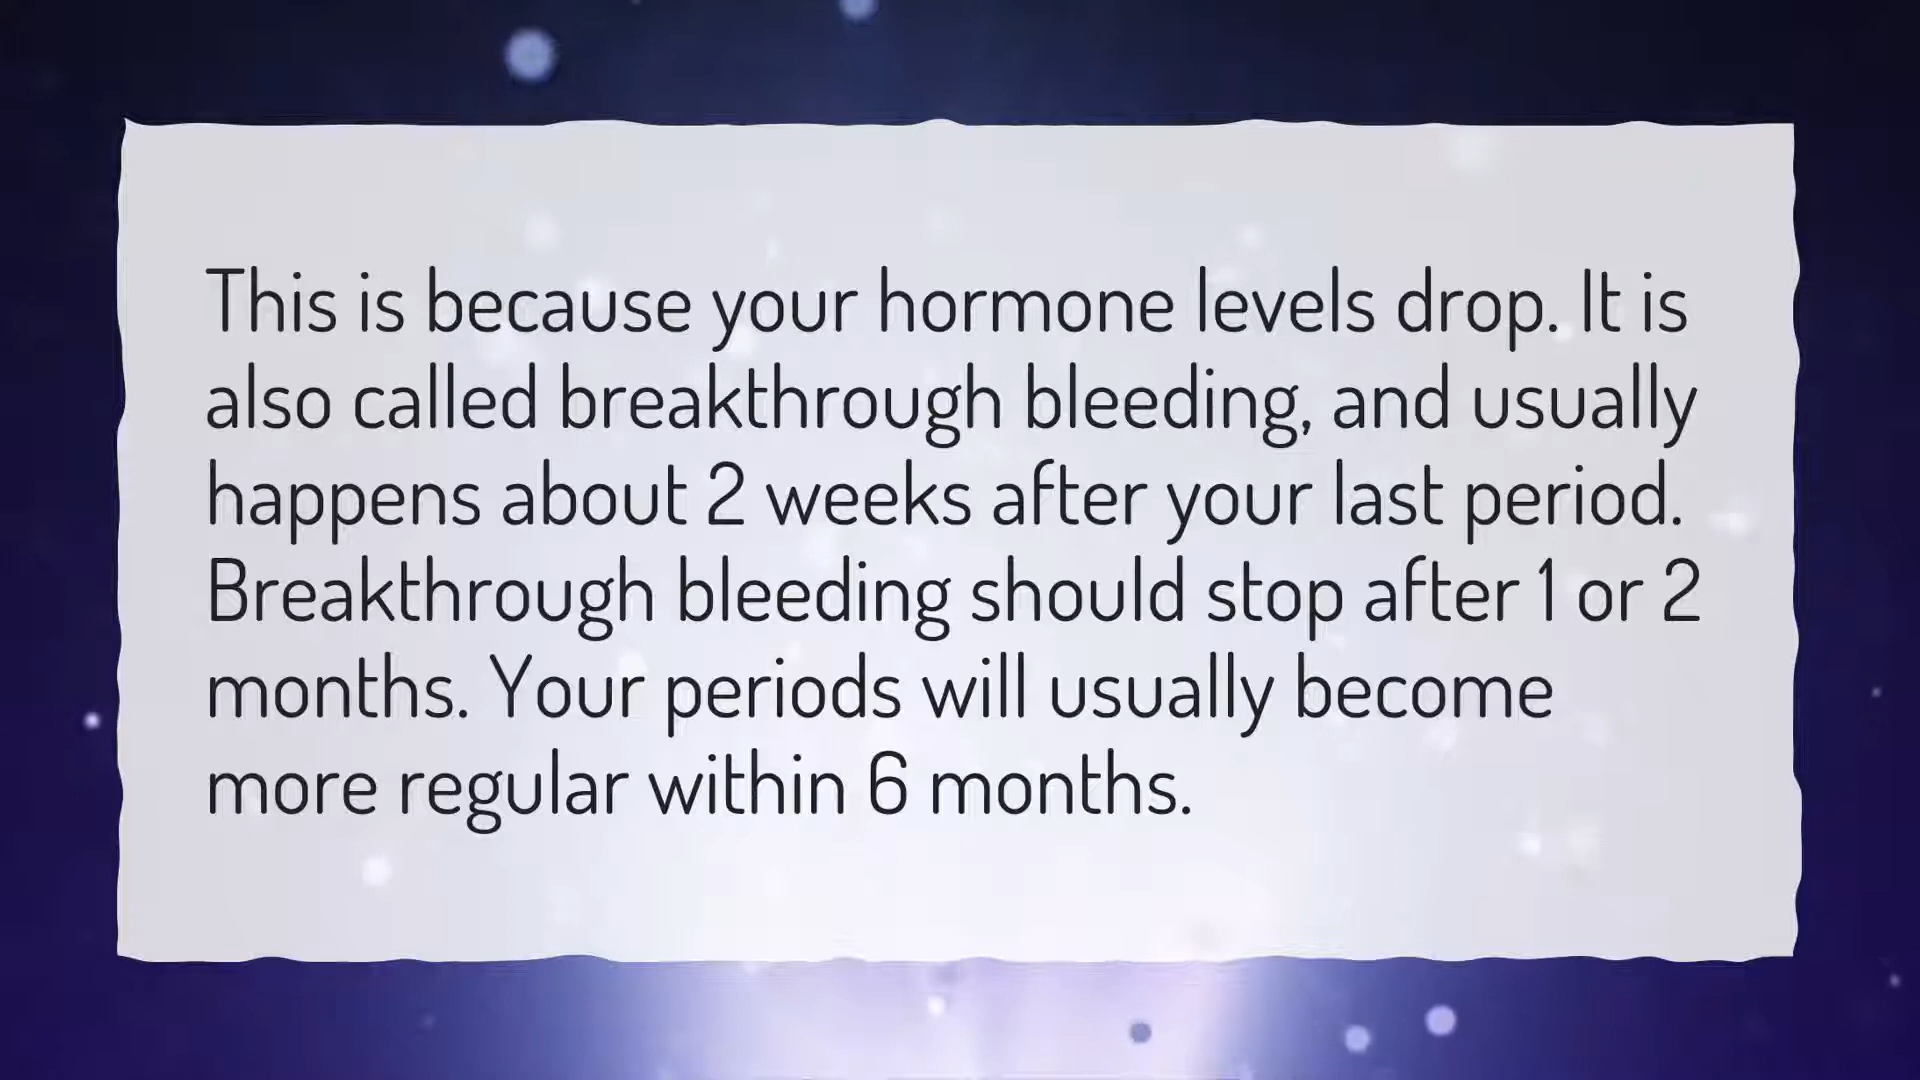 This is because your hormone levels drop. It is
also called breakthrough bleeding, and usually
happens about 2 weeks after your last period.
Breakthrough bleeding should stop after 1 or 2
months. Your periods will usually become
more regular within 6 months.